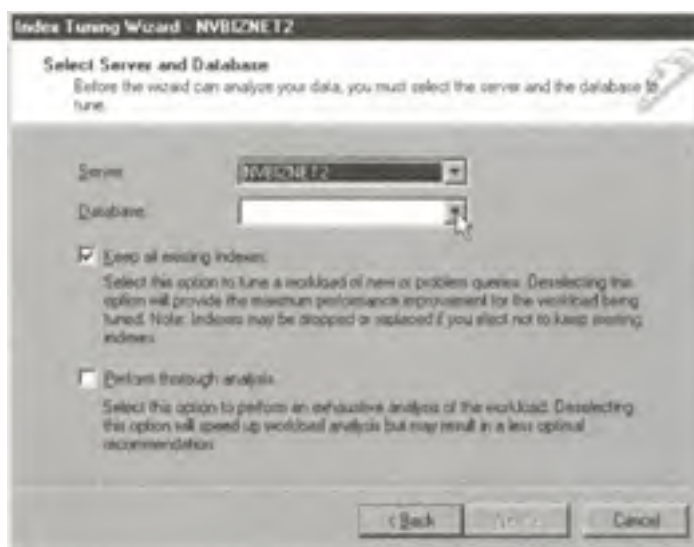 Index Tuning Wizard - NVBIZNET2
Select Server and Database
Before the wizard can analyze your data, you must select the server and the database to
tune.
Server:
NVBIZNET2
Database:
Keep all existing indexes.
Select this option to tune a workload of new or problem queries. Deselecting this
option will provide the maximum performance improvement for the workload being
tuned. Note: Indexes may be dropped or replaced if you elect not to keep existing
indexes.
Perform thorough analysis.
Select this option to perform an exhaustive analysis of the workload. Deselecting
this option will speed up workload analysis but may result in a less optimal
recommendation.
< Back
Next >
Cancel